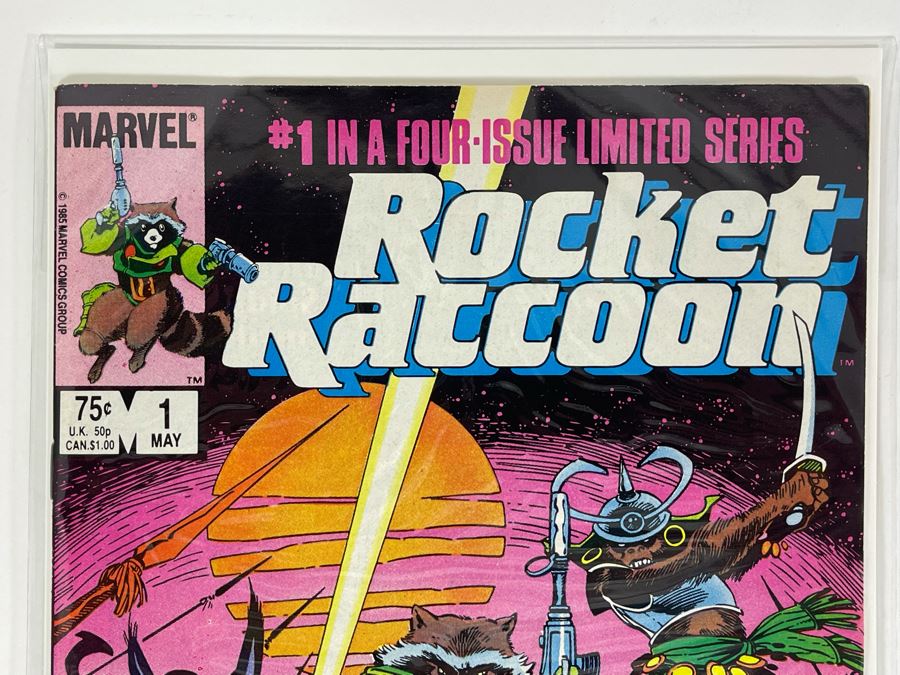 MARVEL®
#1 IN A FOUR-ISSUE LIMITED SERIES
© 1985 MARVEL COMICS GROUP
Rocket
Raccoon
TM
TM
75¢
U.K. 50p
CAN.$1.00
1
MAY